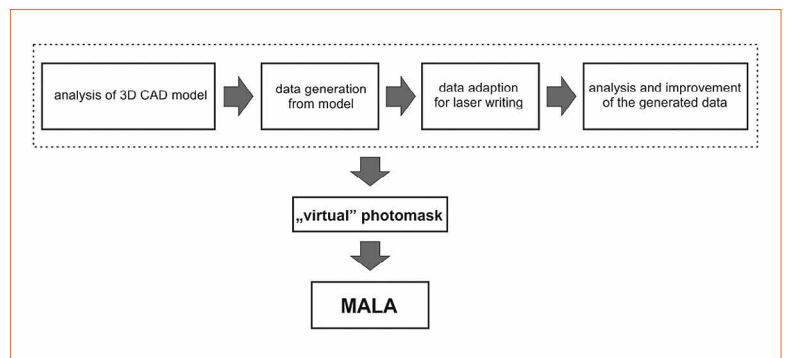 analysis of 3D CAD model
data generation
from model
data adaption
for laser writing
analysis and improvement
of the generated data
„virtual” photomask
MALA